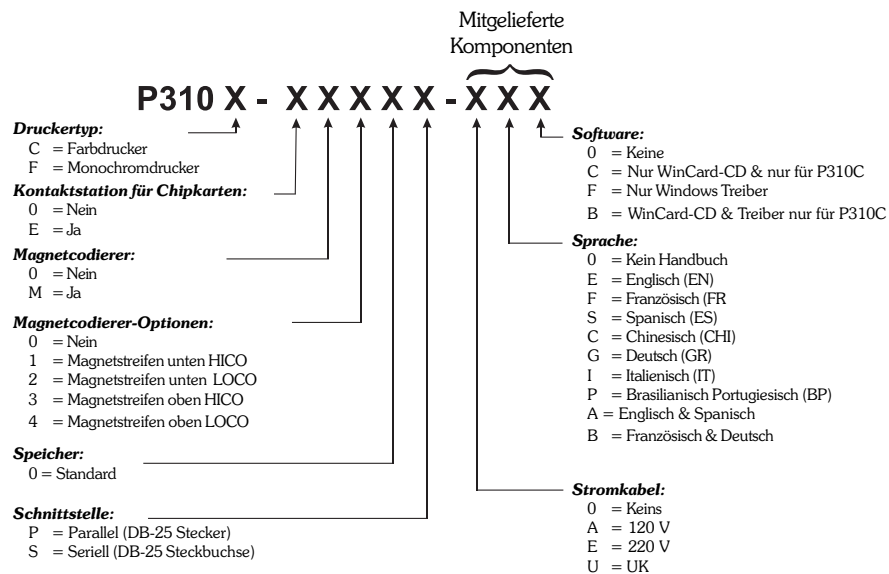 Mitgelieferte
Komponenten
P310 X - X X X X X - X X X
Druckertyp:
C = Farbdrucker
F = Monochromdrucker
Kontaktstation für Chipkarten:
0 = Nein
E = Ja
Magnetcodierer:
0 = Nein
M = Ja
Magnetcodierer-Optionen:
0 = Nein
1 = Magnetstreifen unten HICO
2 = Magnetstreifen unten LOCO
3 = Magnetstreifen oben HICO
4 = Magnetstreifen oben LOCO
Speicher:
0 = Standard
Schnittstelle:
P = Parallel (DB-25 Stecker)
S = Seriell (DB-25 Steckbuchse)
Software:
0 = Keine
C = Nur WinCard-CD & nur für P310C
F = Nur Windows Treiber
B = WinCard-CD & Treiber nur für P310C
Sprache:
0 = Kein Handbuch
E = Englisch (EN)
F = Französisch (FR
S = Spanisch (ES)
C = Chinesisch (CHI)
G = Deutsch (GR)
I = Italienisch (IT)
P = Brasilianisch Portugiesisch (BP)
A = Englisch & Spanisch
B = Französisch & Deutsch
Stromkabel:
0 = Keins
A = 120 V
E = 220 V
U = UK